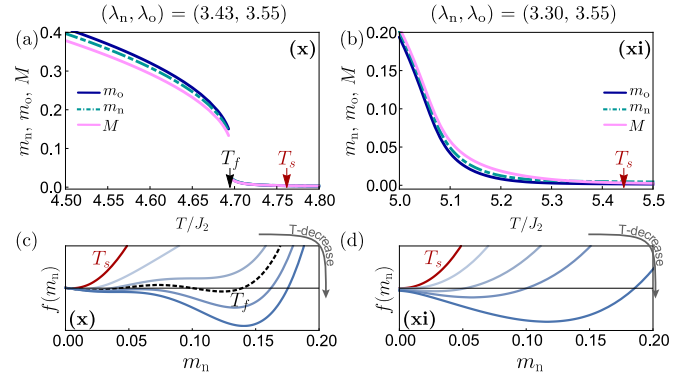 (λn, λo) = (3.43, 3.55)
(λn, λo) = (3.30, 3.55)
(a)
(x)
mn, mo, M
0.4
0.3
0.2
0.1
0.0
mo
mn
M
Tf
Ts
4.50 4.55 4.60 4.65 4.70 4.75 4.80
T/J2
(b)
(xi)
mn, mo, M
0.20
0.15
0.10
0.05
0.00
mo
mn
M
Ts
5.0 5.1 5.2 5.3 5.4 5.5
T/J2
(c)
T-decrease
Ts
Tf
f(mn)
(x)
0.00 0.05 0.10 0.15 0.20
mn
(d)
T-decrease
Ts
f(mn)
(xi)
0.00 0.05 0.10 0.15 0.20
mn